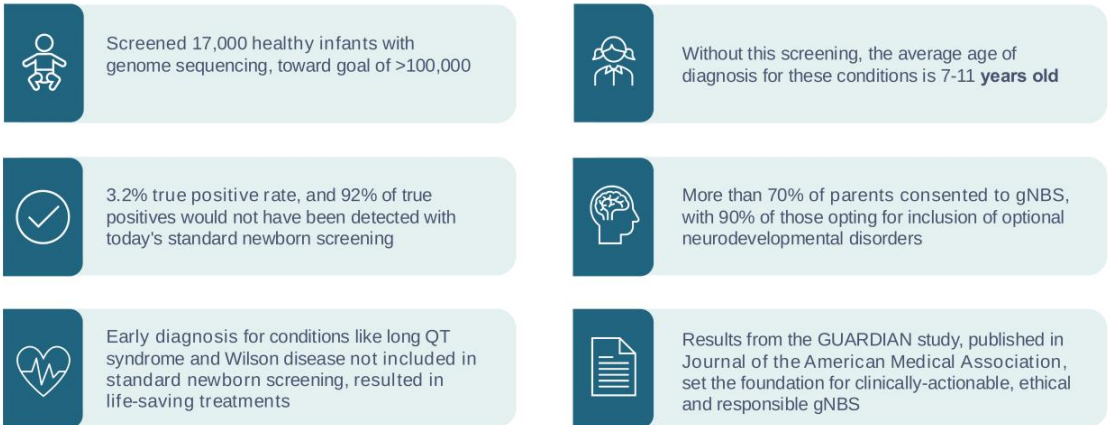 Screened 17,000 healthy infants with
genome sequencing, toward goal of >100,000
Without this screening, the average age of
diagnosis for these conditions is 7-11 years old
3.2% true positive rate, and 92% of true
positives would not have been detected with
today's standard newborn screening
More than 70% of parents consented to gNBS,
with 90% of those opting for inclusion of optional
neurodevelopmental disorders
Early diagnosis for conditions like long QT
syndrome and Wilson disease not included in
standard newborn screening, resulted in
life-saving treatments
Results from the GUARDIAN study, published in
Journal of the American Medical Association,
set the foundation for clinically-actionable, ethical
and responsible gNBS